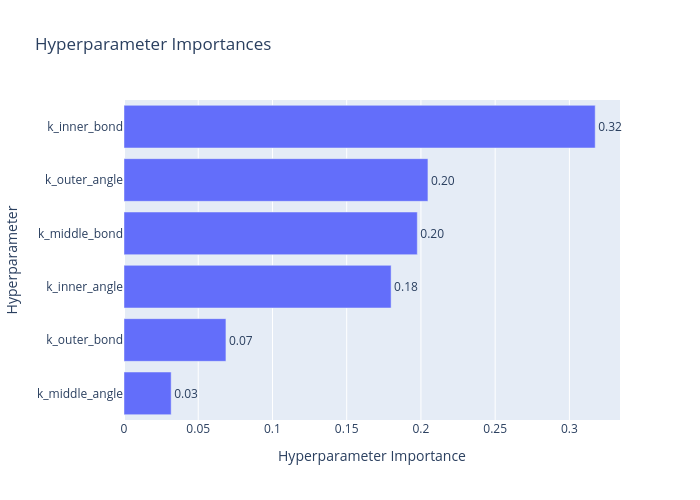 Hyperparameter Importances
Hyperparameter
k_inner_bond 0.32
k_outer_angle 0.20
k_middle_bond 0.20
k_inner_angle 0.18
k_outer_bond 0.07
k_middle_angle 0.03
0 0.05 0.1 0.15 0.2 0.25 0.3
Hyperparameter Importance